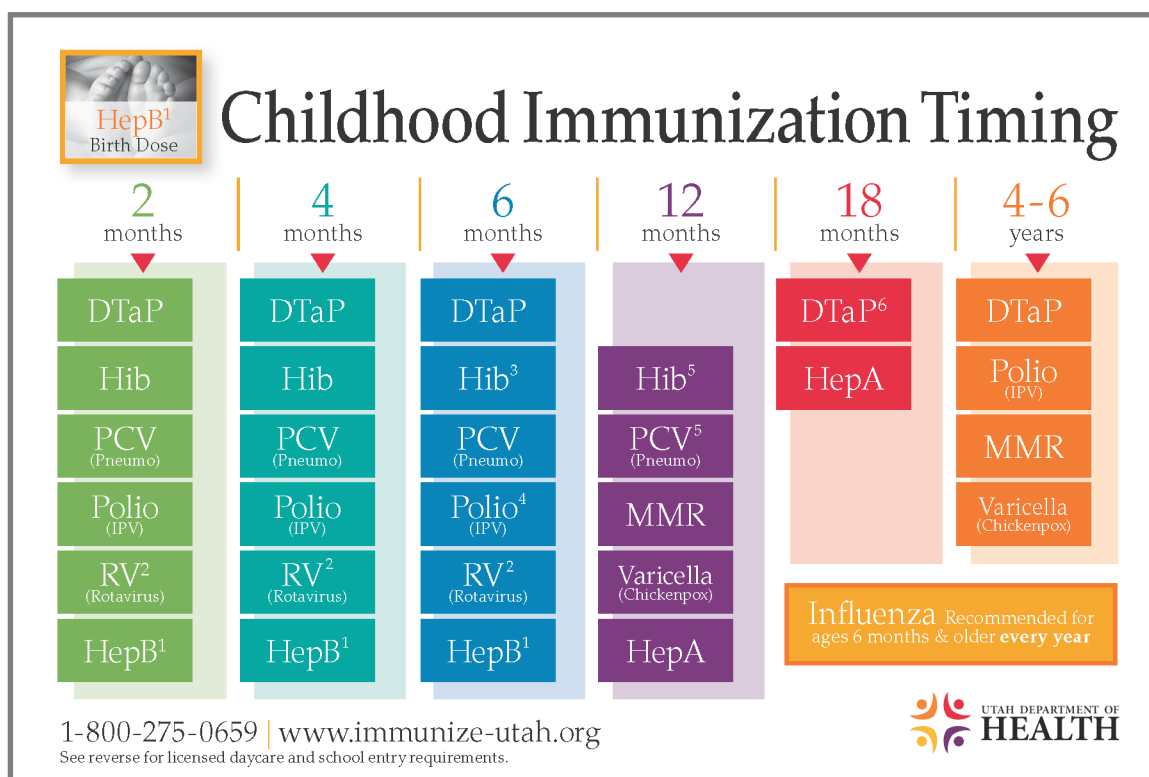 HepB¹
Birth Dose
Childhood Immunization Timing
2
months
4
months
6
months
12
months
18
months
4-6
years
DTaP
Hib
PCV
(Pneumo)
Polio
(IPV)
RV²
(Rotavirus)
HepB¹
DTaP
Hib
PCV
(Pneumo)
Polio
(IPV)
RV²
(Rotavirus)
HepB¹
DTaP
Hib³
PCV
(Pneumo)
Polio⁴
(IPV)
RV²
(Rotavirus)
HepB¹
Hib⁵
PCV⁵
(Pneumo)
MMR
Varicella
(Chickenpox)
HepA
DTaP⁶
HepA
DTaP
Polio
(IPV)
MMR
Varicella
(Chickenpox)
Influenza Recommended for
ages 6 months & older every year
1-800-275-0659 | www.immunize-utah.org
See reverse for licensed daycare and school entry requirements.
UTAH DEPARTMENT OF
HEALTH